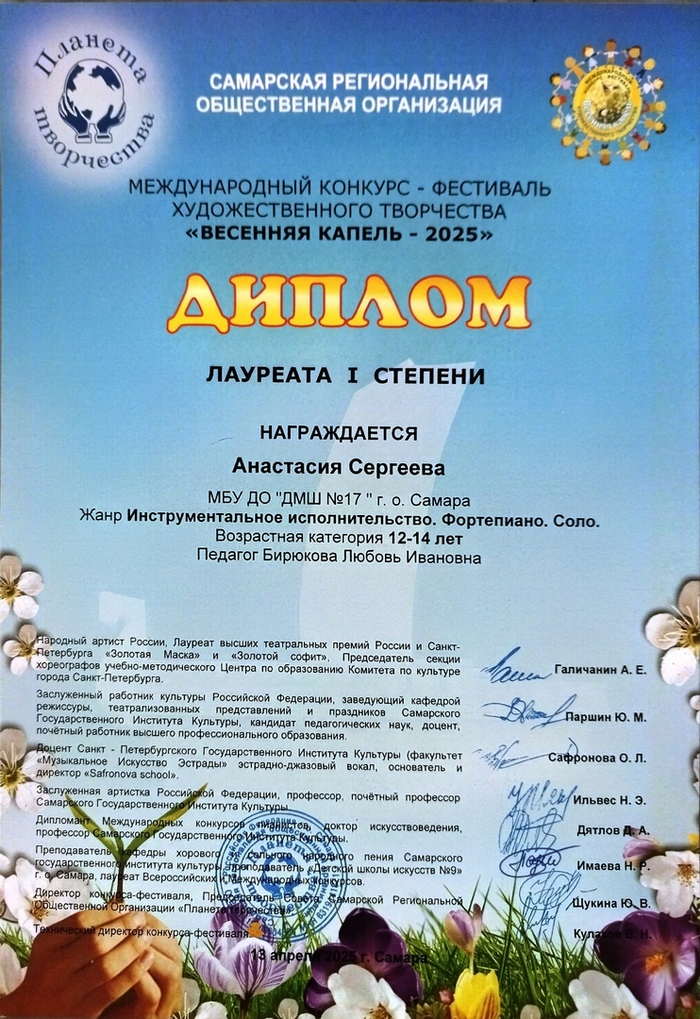 Планета
творчества
САМАРСКАЯ РЕГИОНАЛЬНАЯ
ОБЩЕСТВЕННАЯ ОРГАНИЗАЦИЯ
МЕЖДУНАРОДНЫЙ КОНКУРС - ФЕСТИВАЛЬ
ХУДОЖЕСТВЕННОГО ТВОРЧЕСТВА
«ВЕСЕННЯЯ КАПЕЛЬ - 2025»
ДИПЛОМ
ЛАУРЕАТА I СТЕПЕНИ
НАГРАЖДАЕТСЯ
Анастасия Сергеева
МБУ ДО "ДМШ №17 " г. о. Самара
Жанр Инструментальное исполнительство. Фортепиано. Соло.
Возрастная категория 12-14 лет
Педагог Бирюкова Любовь Ивановна
Народный артист России, Лауреат высших театральных премий России и Санкт-
Петербурга «Золотая Маска» и «Золотой софит», Председатель секции
хореографов учебно-методического Центра по образованию Комитета по культуре
города Санкт-Петербурга.
Галичанин А. Е.
Заслуженный работник культуры Российской Федерации, заведующий кафедрой
режиссуры, театрализованных представлений и праздников Самарского
Государственного Института Культуры, кандидат педагогических наук, доцент,
почётный работник высшего профессионального образования.
Паршин Ю. М.
Доцент Санкт - Петербургского Государственного Института Культуры (факультет
«Музыкальное Искусство Эстрады» эстрадно-джазовый вокал, основатель и
директор «Safronova school».
Сафронова О. Л.
Заслуженная артистка Российской Федерации, профессор, почётный профессор
Самарского Государственного Института Культуры
Ильвес Н. Э.
Дипломант Международных конкурсов пианистов, доктор искусствоведения,
профессор Самарского Государственного Института Культуры.
Дятлов Д. А.
Преподаватель кафедры хорового и сольного народного пения Самарского
государственного института культуры преподаватель «Детской школы искусств №9»
г. о. Самара, лауреат Всероссийских и Международных конкурсов.
Имаева Н. Р.
Директор конкурса-фестиваля, Председатель Совета Самарской Региональной
Общественной Организации «Планета творчества»
Щукина Ю. В.
Технический директор конкурса-фестиваля
Кулаков В. Н.
13 апреля 2025 г. Самара